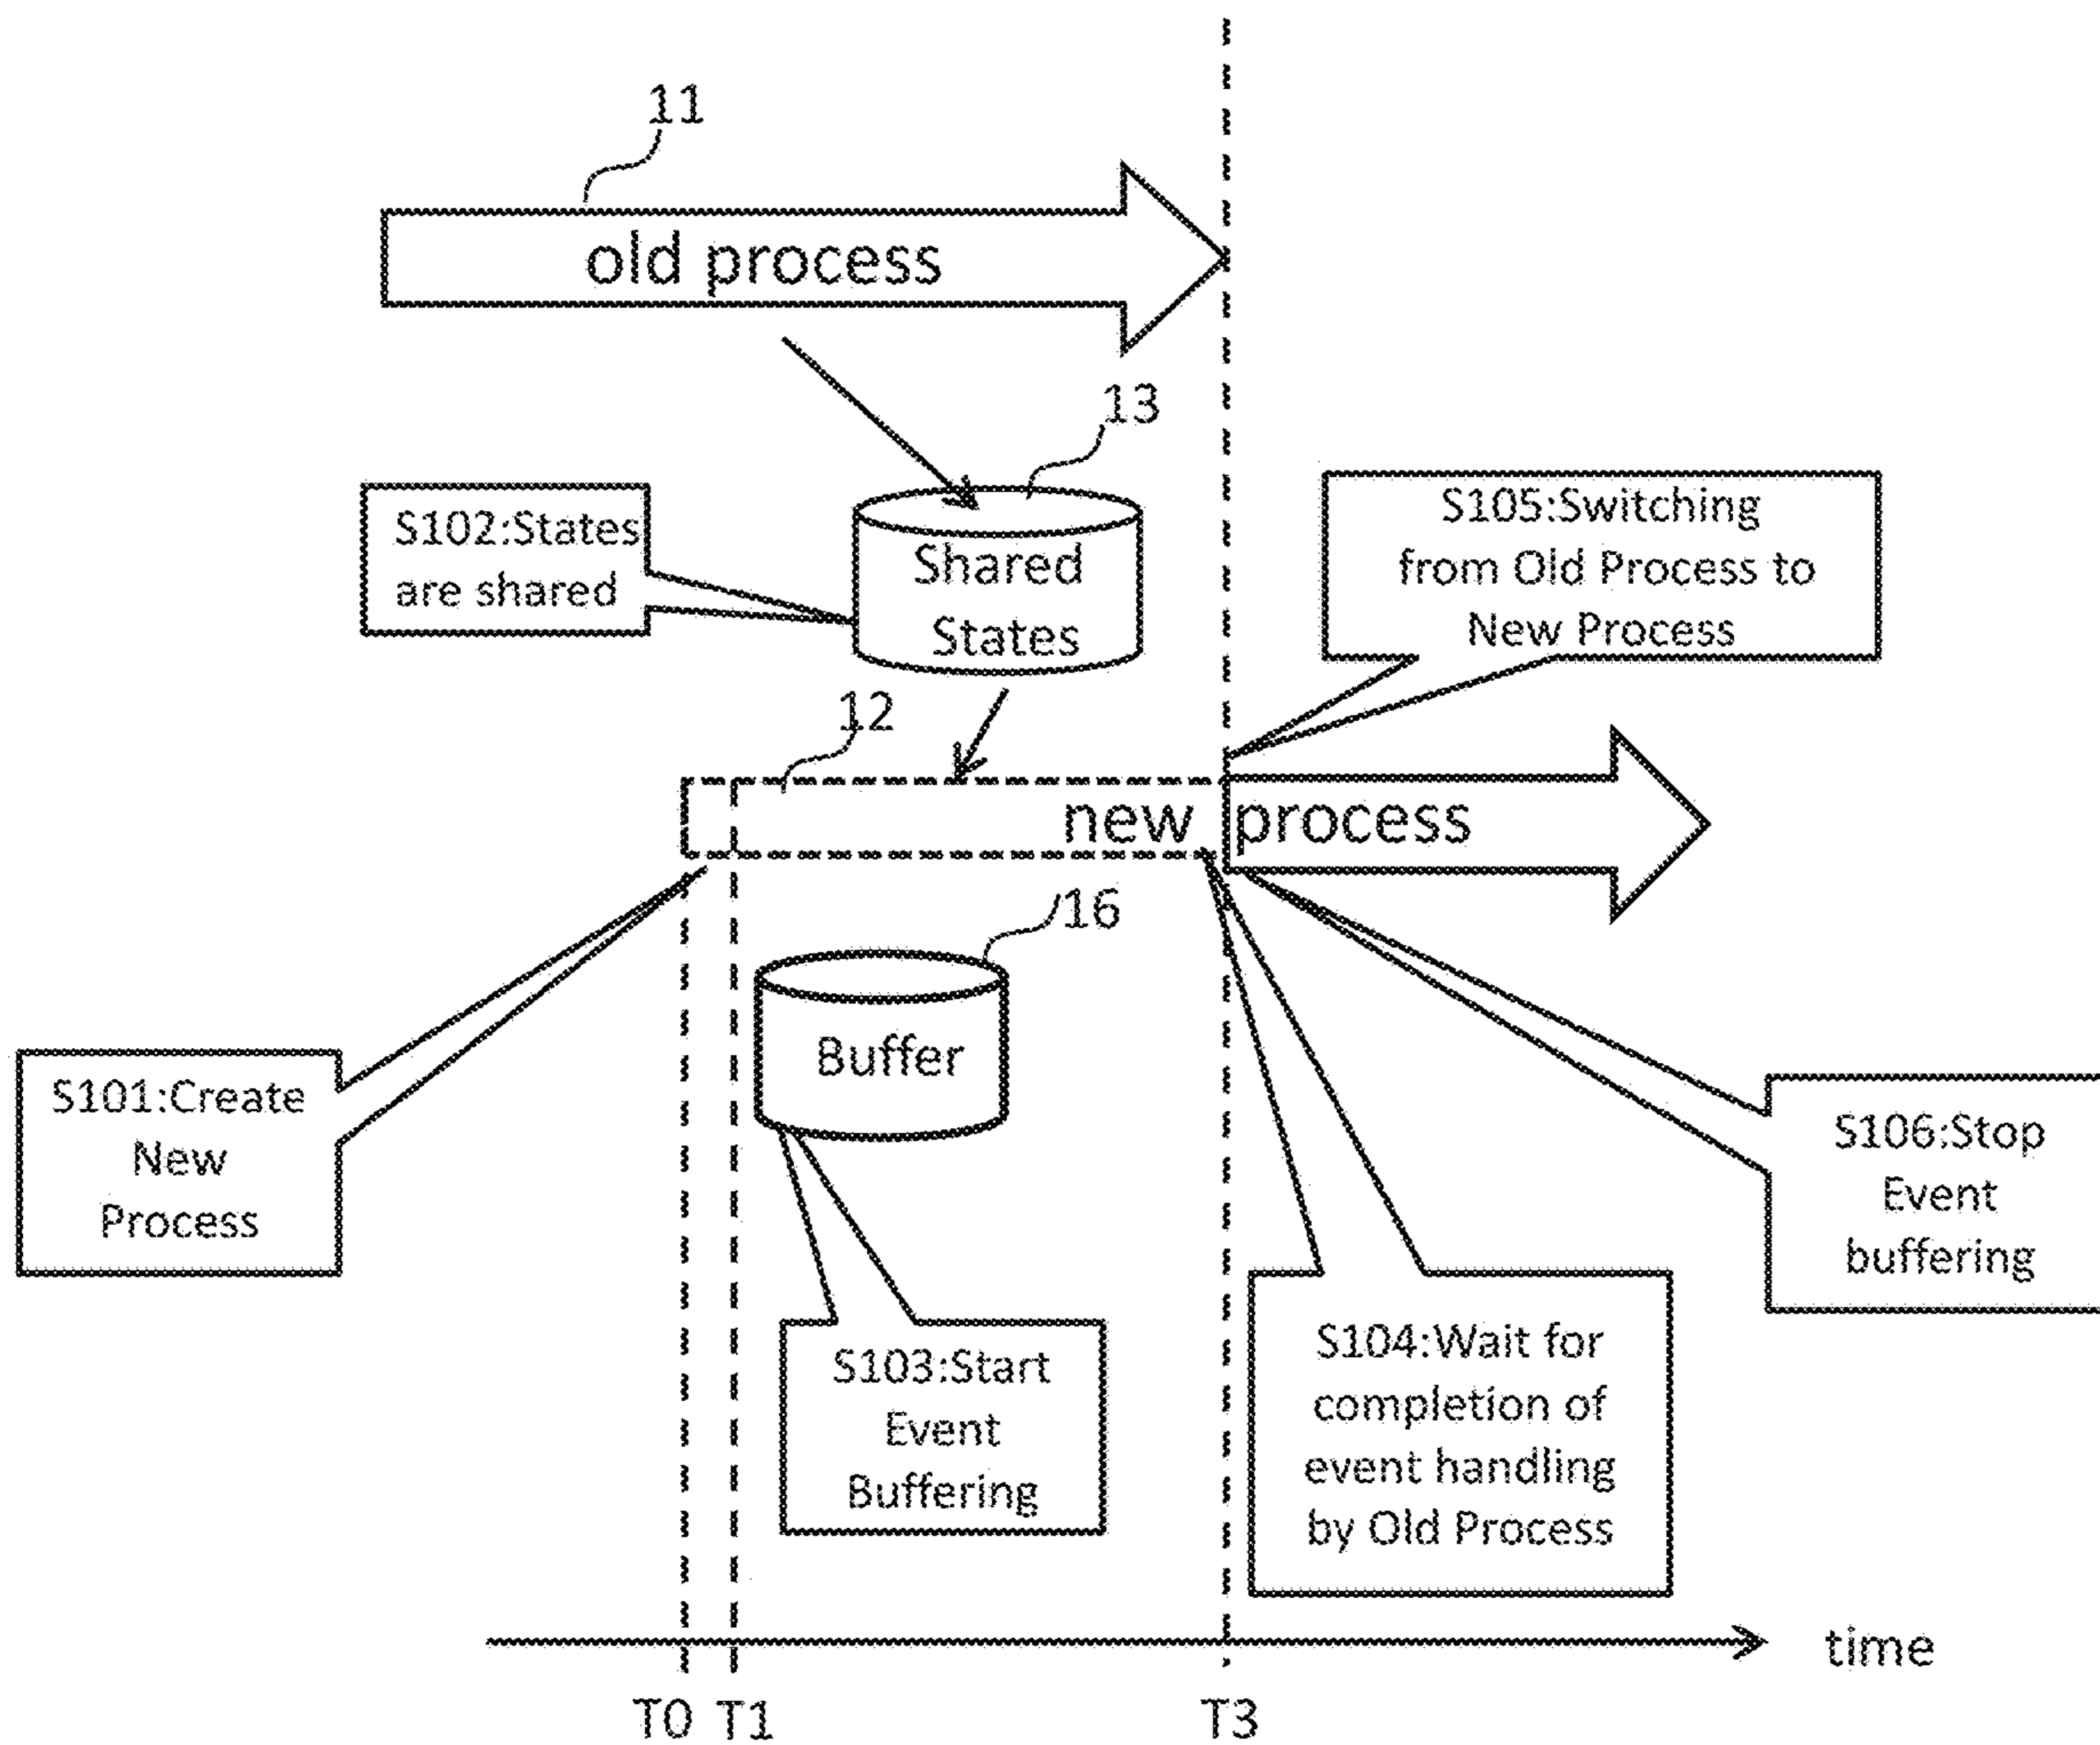 11
old process
13
S102:States
are shared
Shared
States
S105:Switching
from Old Process to
New Process
12
new process
16
Buffer
S101:Create
New
Process
S103:Start
Event
Buffering
S104:Wait for
completion of
event handling
by Old Process
S106:Stop
Event
buffering
time
T0 T1 T3